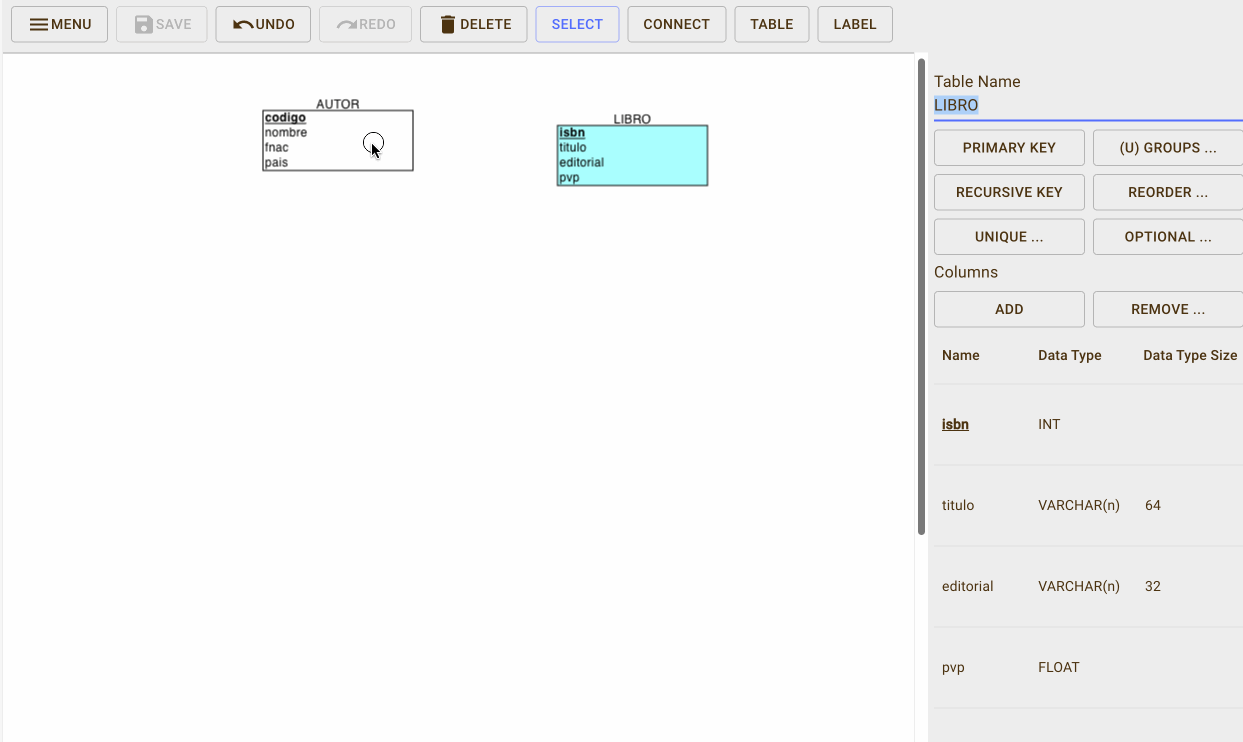 MENU SAVE UNDO REDO DELETE SELECT CONNECT TABLE LABEL
AUTOR
codigo
nombre
fnac
pais
LIBRO
isbn
titulo
editorial
pvp
Table Name
LIBRO
PRIMARY KEY (U) GROUPS ...
RECURSIVE KEY REORDER ...
UNIQUE ... OPTIONAL ...
Columns
ADD REMOVE ...
Name Data Type Data Type Size
isbn INT
titulo VARCHAR(n) 64
editorial VARCHAR(n) 32
pvp FLOAT